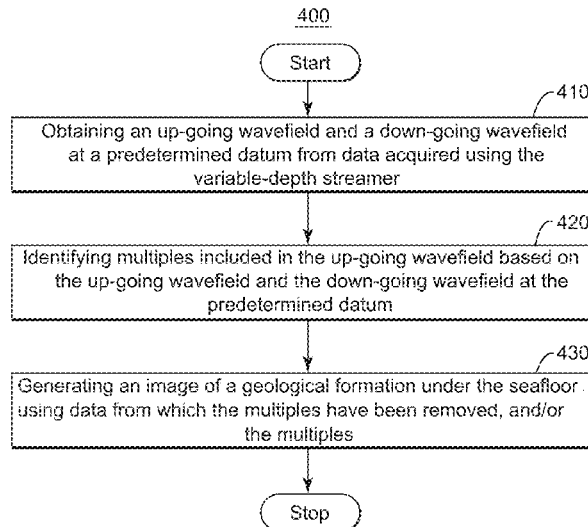 400
Start
410
Obtaining an up-going wavefield and a down-going wavefield
at a predetermined datum from data acquired using the
variable-depth streamer
420
Identifying multiples included in the up-going wavefield based on
the up-going wavefield and the down-going wavefield at the
predetermined datum
430
Generating an image of a geological formation under the seafloor
using data from which the multiples have been removed, and/or
the multiples
Stop